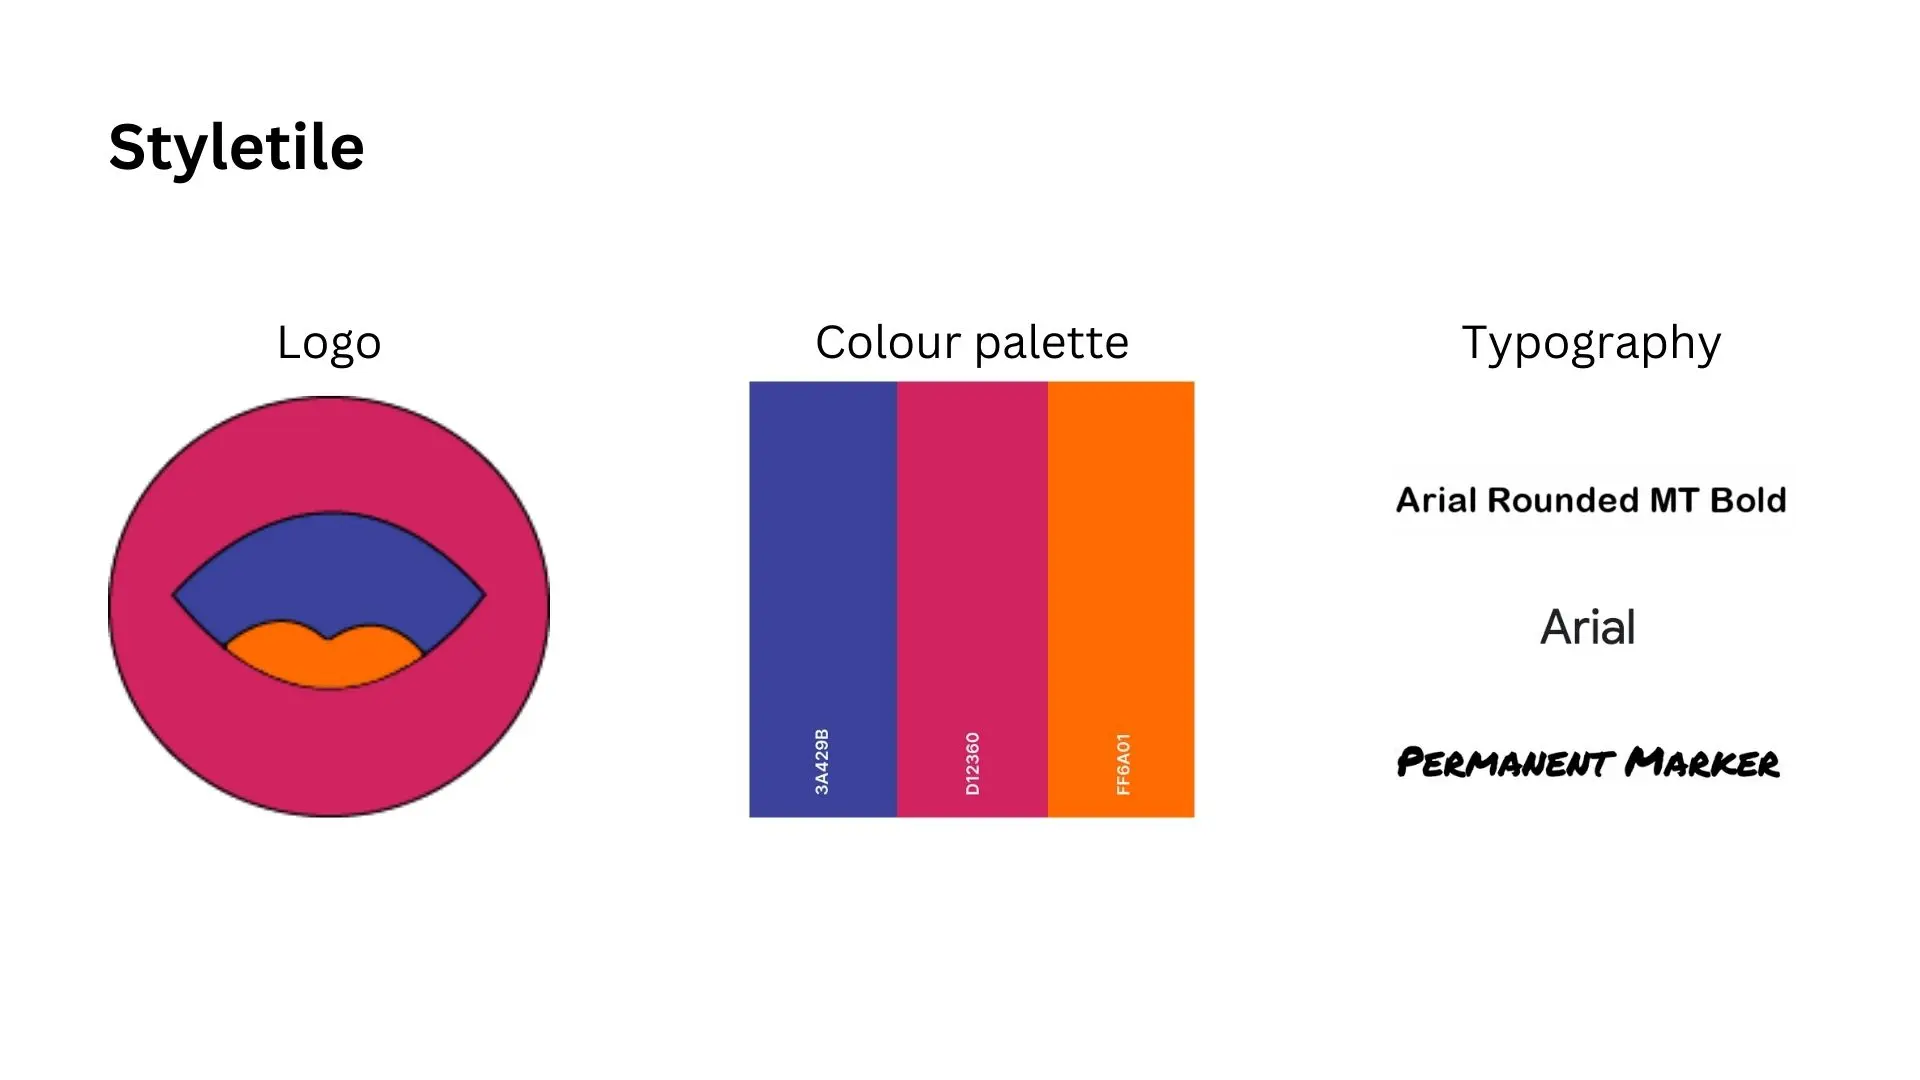 Styletile
Logo
Colour palette
Typography
3A429B
D12360
FF6A01
Arial Rounded MT Bold
Arial
Permanent Marker